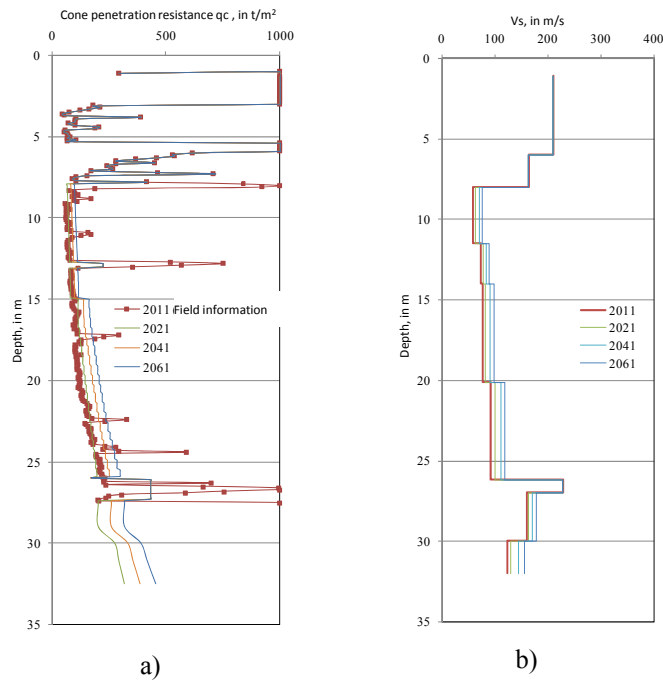 Cone penetration resistance qc , in t/m²
0 500 1000
0
5
10
15
20
25
30
35
Depth, in m
2011 Field information
2021
2041
2061
a)
Vs, in m/s
0 100 200 300 400
0
5
10
15
20
25
30
35
Depth, in m
2011
2021
2041
2061
b)